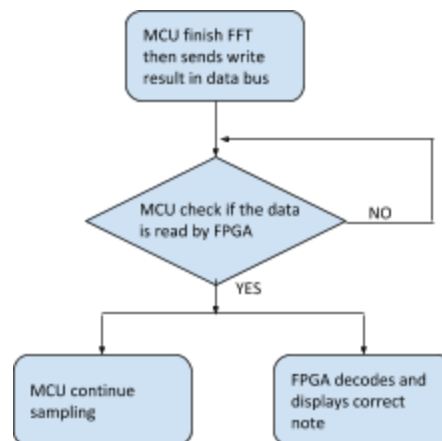 MCU finish FFT
then sends write
result in data bus
MCU check if the data
is read by FPGA
NO
YES
MCU continue
sampling
FPGA decodes and
displays correct
note